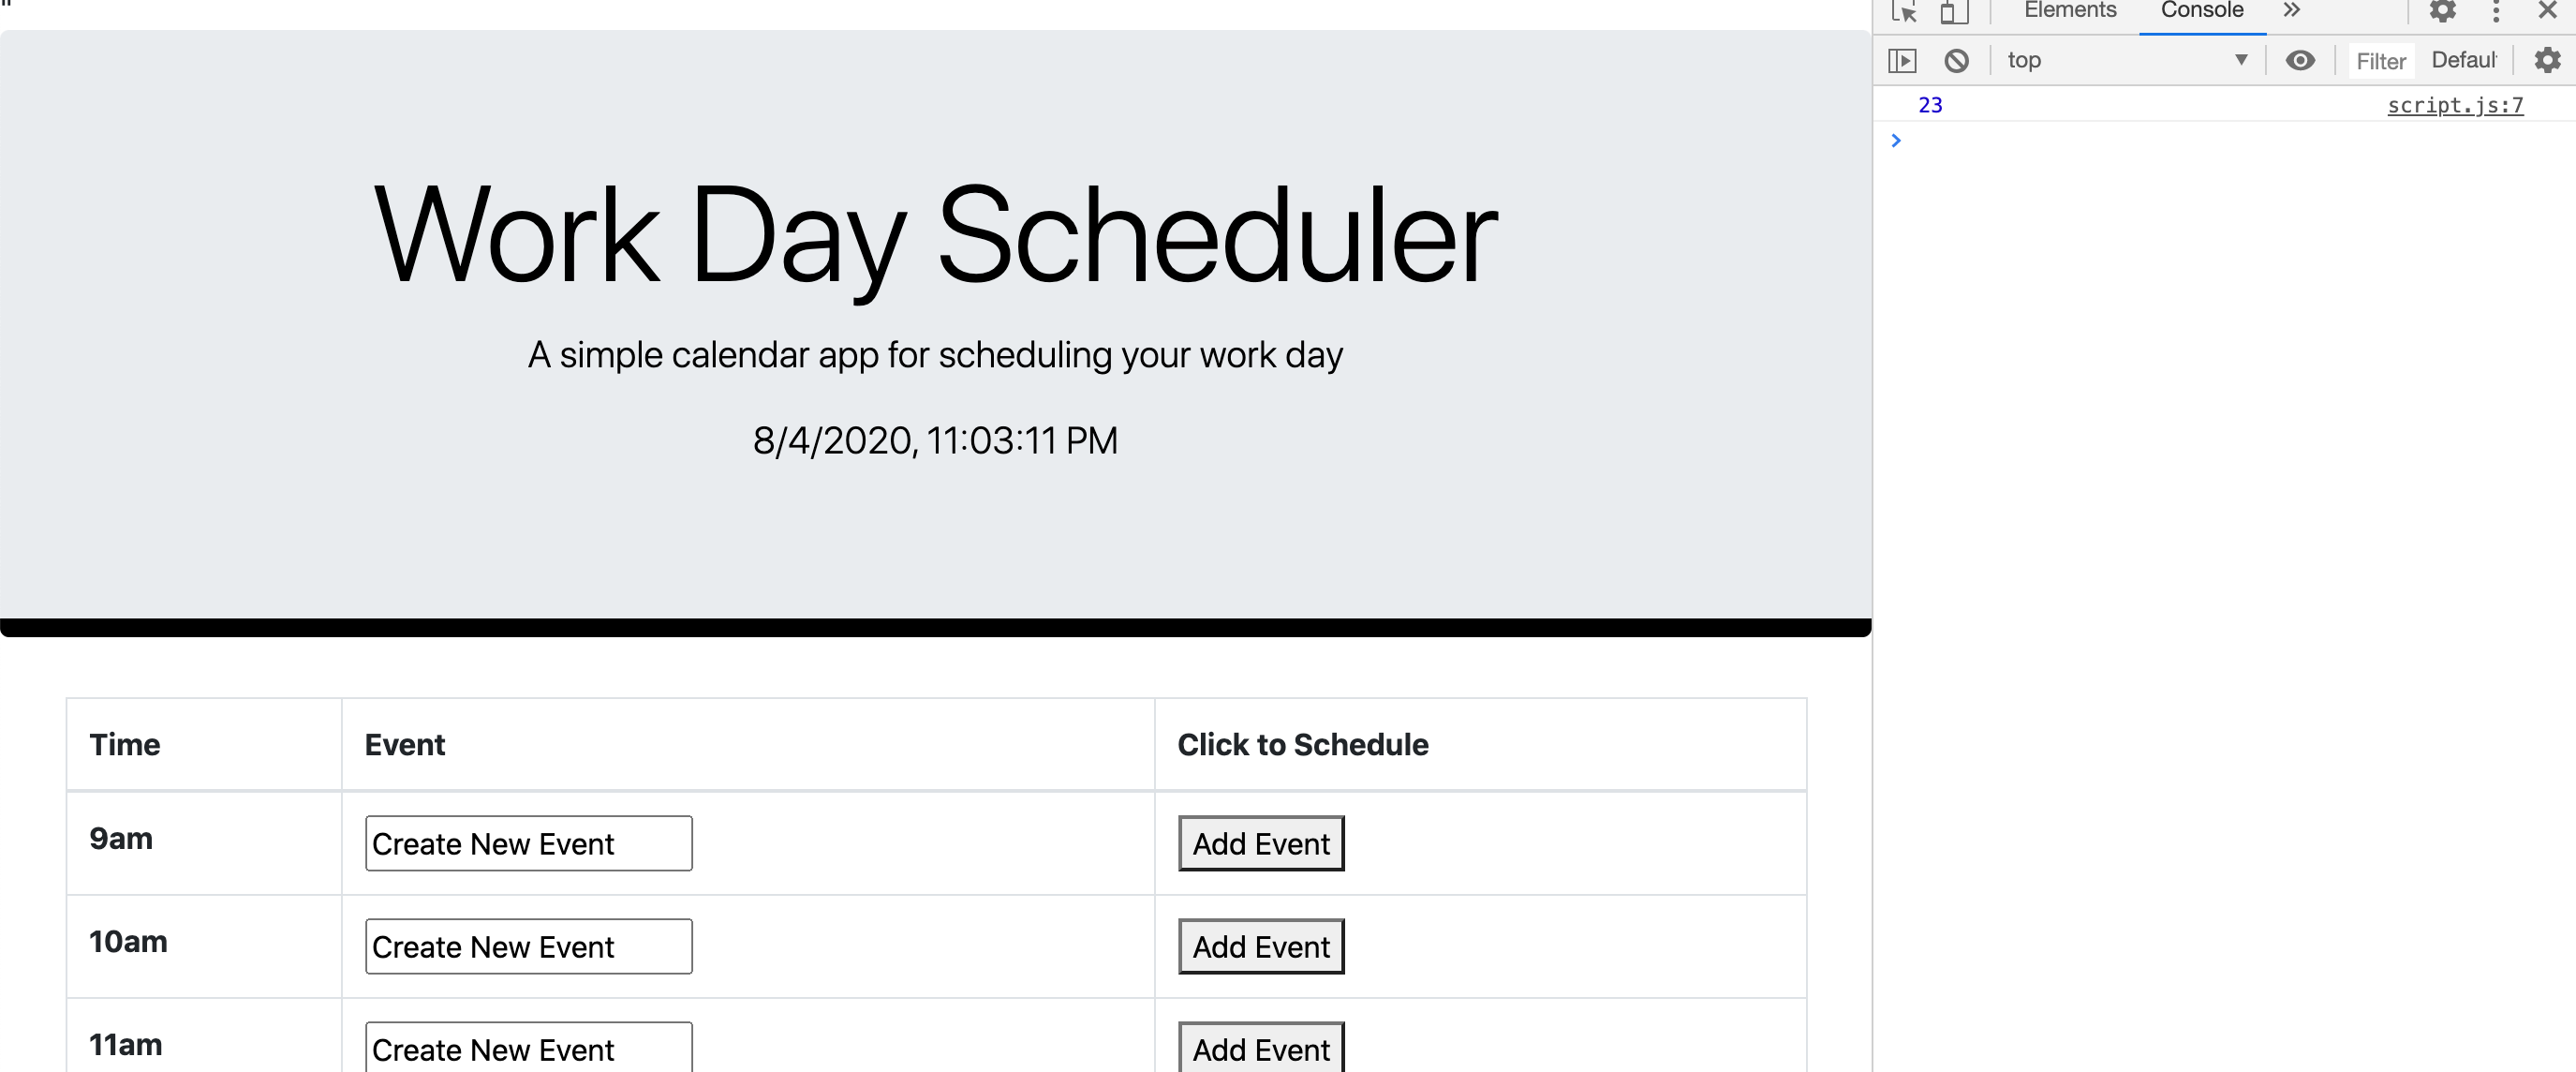 Work Day Scheduler
A simple calendar app for scheduling your work day
8/4/2020, 11:03:11 PM
Time Event Click to Schedule
9am Create New Event Add Event
10am Create New Event Add Event
11am Create New Event Add Event
Elements Console »
top Filter Defaul
23 script.js:7